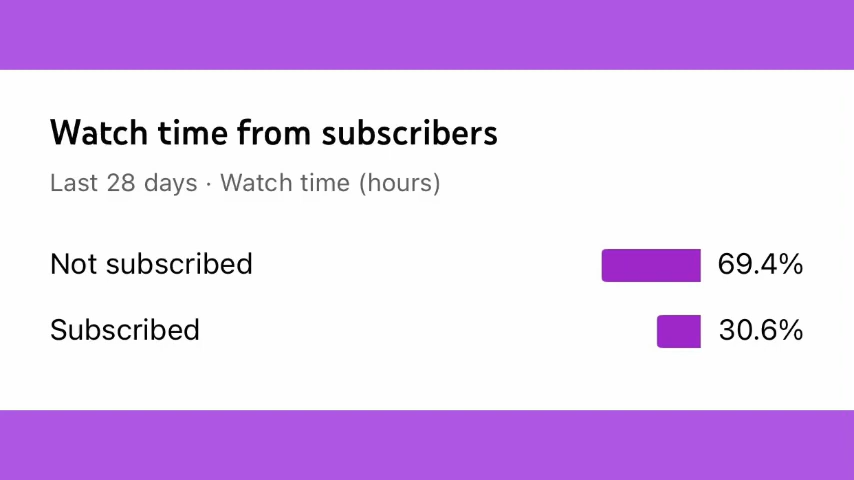 Watch time from subscribers
Last 28 days · Watch time (hours)
Not subscribed 69.4%
Subscribed 30.6%